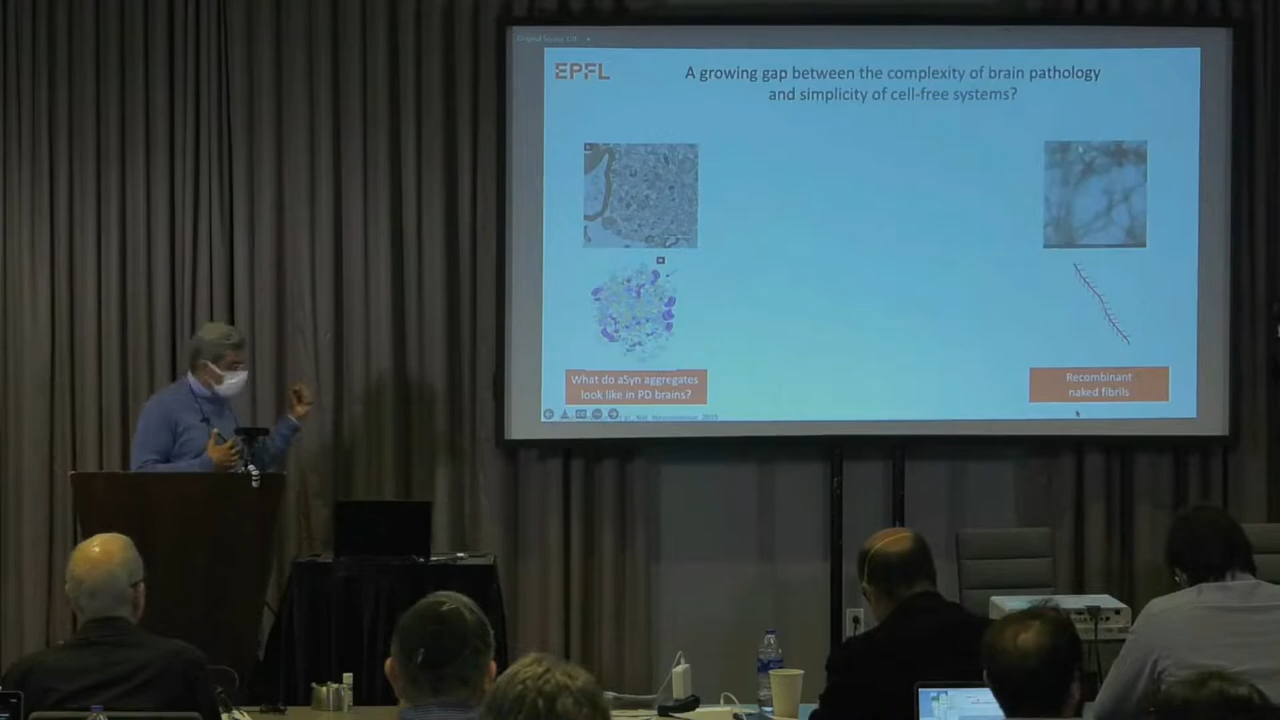 EPFL
A growing gap between the complexity of brain pathology
and simplicity of cell-free systems?
What do aSyn aggregates
look like in PD brains?
Recombinant
naked fibrils